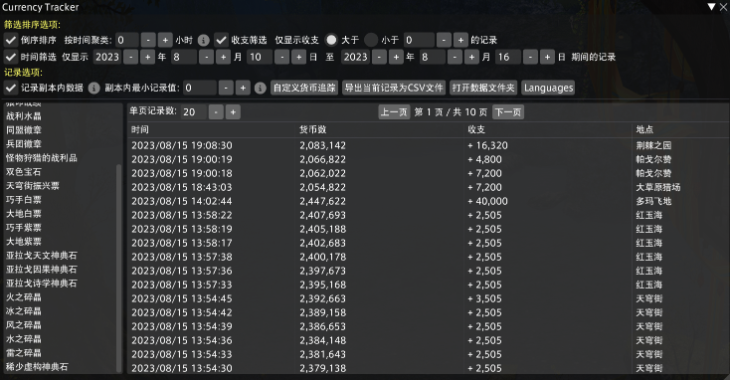 Currency Tracker
筛选排序选项:
倒序排序 按时间聚类: 0 - + 小时 收支筛选 仅显示收支 大于 小于 0 - + 的记录
时间筛选 仅显示 2023 - + 年 8 - + 月 10 - + 日 至 2023 - + 年 8 - + 月 16 - + 日 期间的记录
记录选项:
记录副本内数据 副本内最小记录值: 0 - + 自定义货币追踪 导出当前记录为CSV文件 打开数据文件夹 Languages
战利水晶
同盟徽章
兵团徽章
怪物狩猎的战利品
双色宝石
天穹街振兴票
巧手白票
大地白票
巧手紫票
大地紫票
亚拉戈天文神典石
亚拉戈因果神典石
亚拉戈诗学神典石
火之碎晶
冰之碎晶
风之碎晶
水之碎晶
雷之碎晶
稀少虚构神典石
单页记录数: 20 - + 上一页 第 1 页 / 共 10 页 下一页
时间 货币数 收支 地点
2023/08/15 19:08:30 2,083,142 + 16,320 荆棘之园
2023/08/15 19:00:19 2,066,822 + 4,800 帕戈尔赞
2023/08/15 19:00:18 2,062,022 + 7,200 帕戈尔赞
2023/08/15 18:43:03 2,054,822 + 7,200 大草原猎场
2023/08/15 14:02:44 2,447,622 + 40,000 多玛飞地
2023/08/15 13:58:22 2,407,693 + 2,505 红玉海
2023/08/15 13:58:19 2,405,188 + 2,505 红玉海
2023/08/15 13:58:17 2,402,683 + 2,505 红玉海
2023/08/15 13:57:38 2,400,178 + 2,505 红玉海
2023/08/15 13:57:36 2,397,673 + 2,505 红玉海
2023/08/15 13:57:33 2,395,168 + 2,505 红玉海
2023/08/15 13:54:45 2,392,663 + 3,505 天穹街
2023/08/15 13:54:42 2,389,158 + 2,505 天穹街
2023/08/15 13:54:39 2,386,653 + 2,505 天穹街
2023/08/15 13:54:36 2,384,148 + 2,505 天穹街
2023/08/15 13:54:33 2,381,643 + 2,505 天穹街
2023/08/15 13:54:30 2,379,138 + 2,505 天穹街